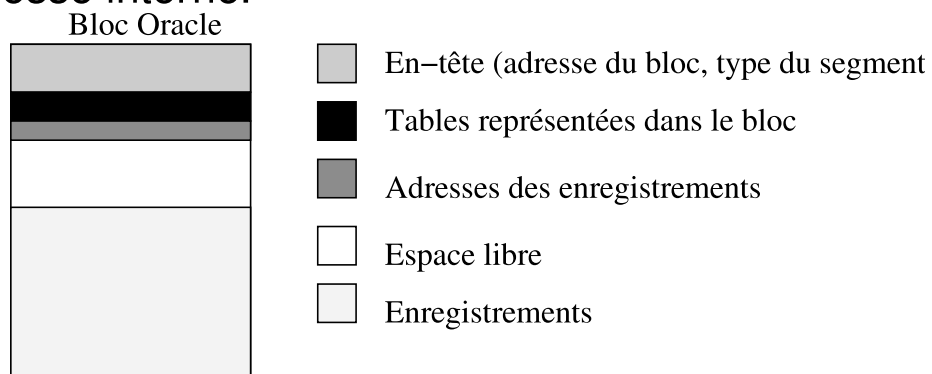 Bloc Oracle
En−tête (adresse du bloc, type du segment
Tables représentées dans le bloc
Adresses des enregistrements
Espace libre
Enregistrements